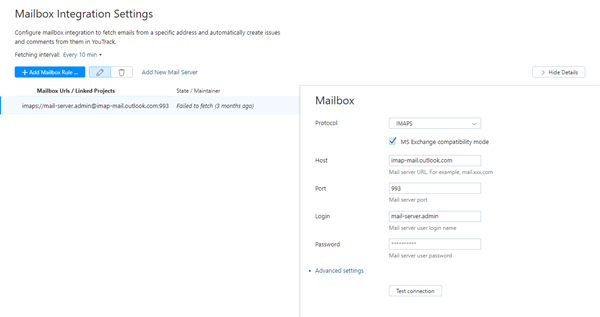 Mailbox Integration Settings
Configure mailbox integration to fetch emails from a specific address and automatically create issues
and comments from them in YouTrack.
Fetching interval: Every 10 min
+ Add Mailbox Rule ... Add New Mail Server > Hide Details
Mailbox Urls / Linked Projects State / Maintainer
imaps://mail-server.admin@imap-mail.outlook.com:993 Failed to fetch (3 months ago)
Mailbox
Protocol IMAPS
MS Exchange compatibility mode
Host imap-mail.outlook.com
Mail server URL. For example, mail.xxx.com
Port 993
Mail server port
Login mail-server.admin
Mail server user login name
Password **********
Mail server user password
Advanced settings
Test connection